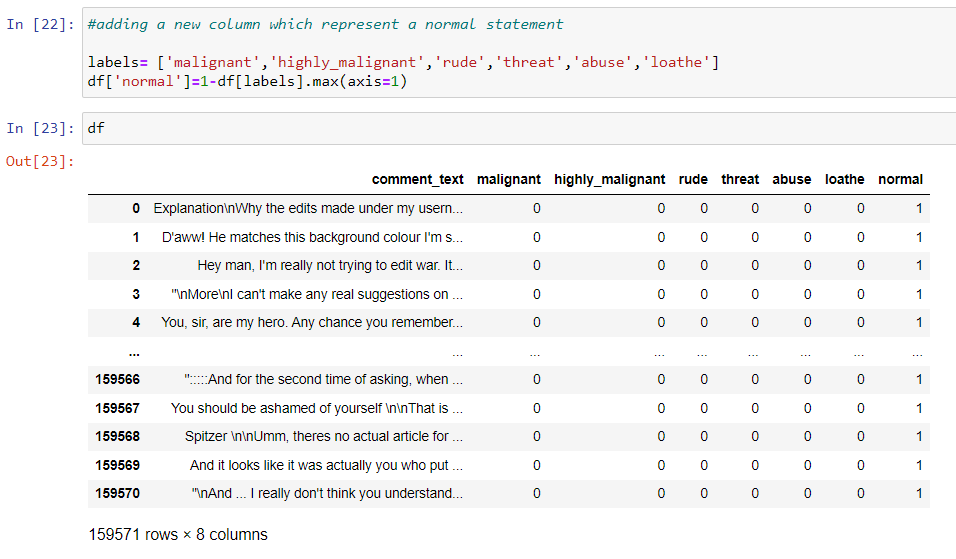 In [22]: #adding a new column which represent a normal statement
labels= ['malignant','highly_malignant','rude','threat','abuse','loathe']
df['normal']=1-df[labels].max(axis=1)
In [23]: df
Out[23]:
comment_text malignant highly_malignant rude threat abuse loathe normal
0 Explanation\nWhy the edits made under my usern... 0 0 0 0 0 0 1
1 D'aww! He matches this background colour I'm s... 0 0 0 0 0 0 1
2 Hey man, I'm really not trying to edit war. It... 0 0 0 0 0 0 1
3 "\nMore\nI can't make any real suggestions on ... 0 0 0 0 0 0 1
4 You, sir, are my hero. Any chance you remember... 0 0 0 0 0 0 1
... ... ... ... ... ... ... ... ...
159566 ":::::And for the second time of asking, when ... 0 0 0 0 0 0 1
159567 You should be ashamed of yourself \n\nThat is ... 0 0 0 0 0 0 1
159568 Spitzer \n\nUmm, theres no actual article for ... 0 0 0 0 0 0 1
159569 And it looks like it was actually you who put ... 0 0 0 0 0 0 1
159570 "\nAnd ... I really don't think you understand... 0 0 0 0 0 0 1
159571 rows × 8 columns